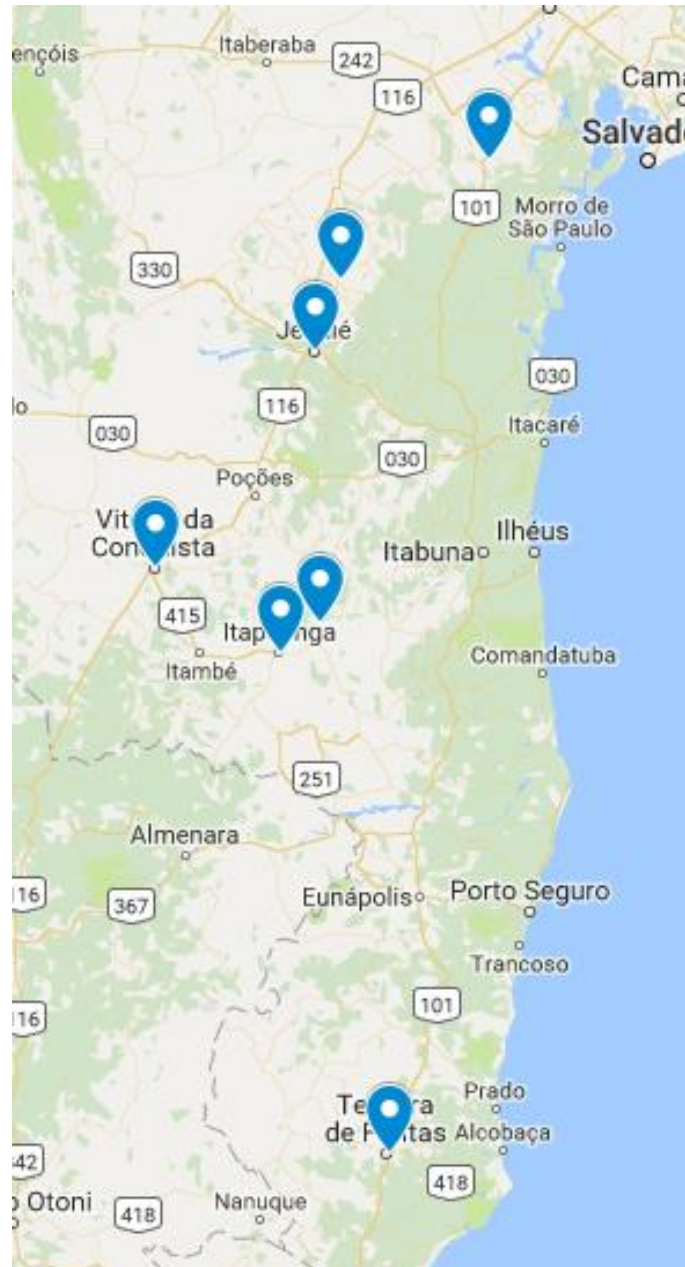 Itaberaba
ençóis
242
116
Cama
Salvad
101
Morro de
São Paulo
330
116
030
030
030
Itacaré
Poções
Ilhéus
Itabuna
415
Itambé
Comandatuba
251
Almenara
116
367
Eunápolis
Porto Seguro
Trancoso
116
101
Prado
Alcobaça
418
Nanuque
Otoni
418